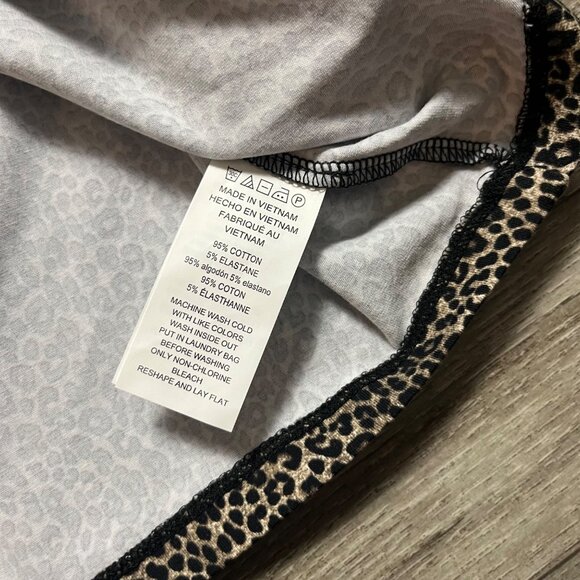 30 P
MADE IN VIETNAM
HECHO EN VIETNAM
FABRIQUÉ AU
VIETNAM
95% COTTON
5% ELASTANE
95% algodón 5% elastano
95% COTON
5% ÉLASTHANNE
MACHINE WASH COLD
WITH LIKE COLORS
WASH INSIDE OUT
PUT IN LAUNDRY BAG
BEFORE WASHING
ONLY NON-CHLORINE
BLEACH
RESHAPE AND LAY FLAT